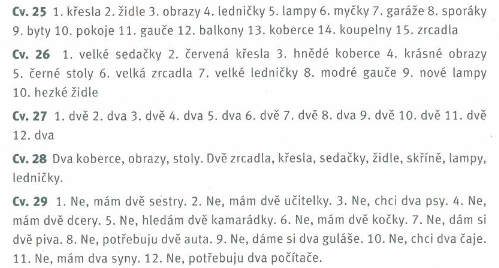 Cv. 25 1. křesla 2. židle 3. obrazy 4. ledničky 5. lampy 6. myčky 7. garáže 8. sporáky
9. byty 10. pokoje 11. gauče 12. balkony 13. koberce 14. koupelny 15. zrcadla
Cv. 26 1. velké sedačky 2. červená křesla 3. hnědé koberce 4. krásné obrazy
5. černé stoly 6. velká zrcadla 7. velké ledničky 8. modré gauče 9. nové lampy
10. hezké židle
Cv. 27 1. dvě 2. dva 3. dvě 4. dva 5. dva 6. dvě 7. dvě 8. dva 9. dvě 10. dvě 11. dvě
12. dva
Cv. 28 Dva koberce, obrazy, stoly. Dvě zrcadla, křesla, sedačky, židle, skříně, lampy,
ledničky.
Cv. 29 1. Ne, mám dvě sestry. 2. Ne, mám dvě učitelky. 3. Ne, chci dva psy. 4. Ne,
mám dvě dcery. 5. Ne, hledám dvě kamarádky. 6. Ne, mám dvě kočky. 7. Ne, dám si
dvě piva. 8. Ne, potřebuju dvě auta. 9. Ne, dáme si dva guláše. 10. Ne, chci dva čaje.
11. Ne, mám dva syny. 12. Ne, potřebuju dva počítače.